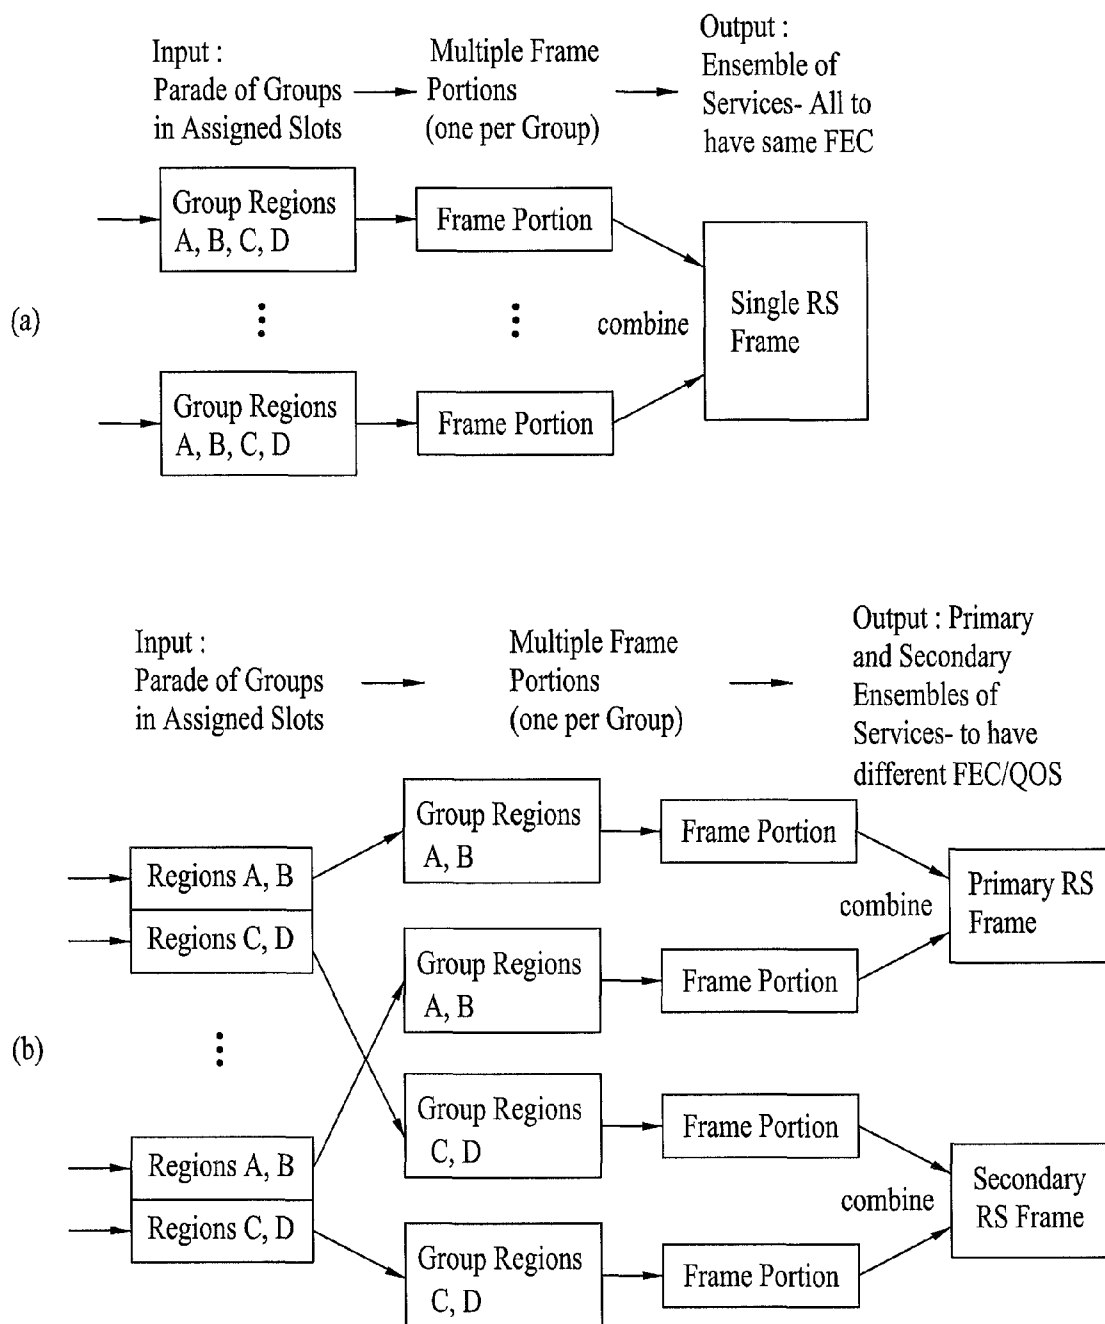 Input :
Parade of Groups
in Assigned Slots
Multiple Frame
Portions
(one per Group)
Output :
Ensemble of
Services- All to
have same FEC
(a)
Group Regions
A, B, C, D
Frame Portion
combine
Single RS
Frame
Group Regions
A, B, C, D
Frame Portion
Input :
Parade of Groups
in Assigned Slots
Multiple Frame
Portions
(one per Group)
Output : Primary
and Secondary
Ensembles of
Services- to have
different FEC/QOS
(b)
Regions A, B
Regions C, D
Group Regions
A, B
Frame Portion
combine
Primary RS
Frame
Group Regions
A, B
Frame Portion
Regions A, B
Regions C, D
Group Regions
C, D
Frame Portion
combine
Secondary
RS Frame
Group Regions
C, D
Frame Portion